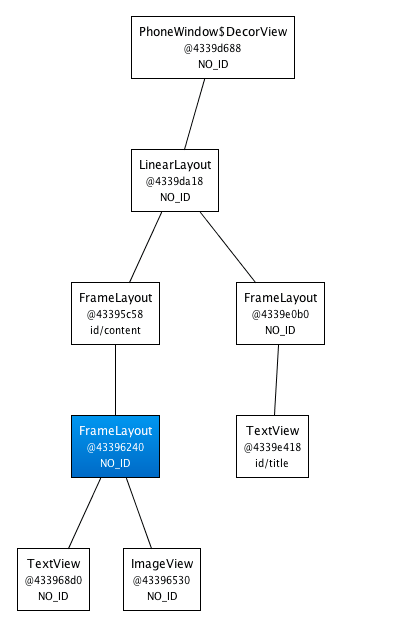 PhoneWindow$DecorView
@4339d688
NO_ID
LinearLayout
@4339da18
NO_ID
FrameLayout
@43395c58
id/content
FrameLayout
@4339e0b0
NO_ID
FrameLayout
@43396240
NO_ID
TextView
@4339e418
id/title
TextView
@433968d0
NO_ID
ImageView
@43396530
NO_ID